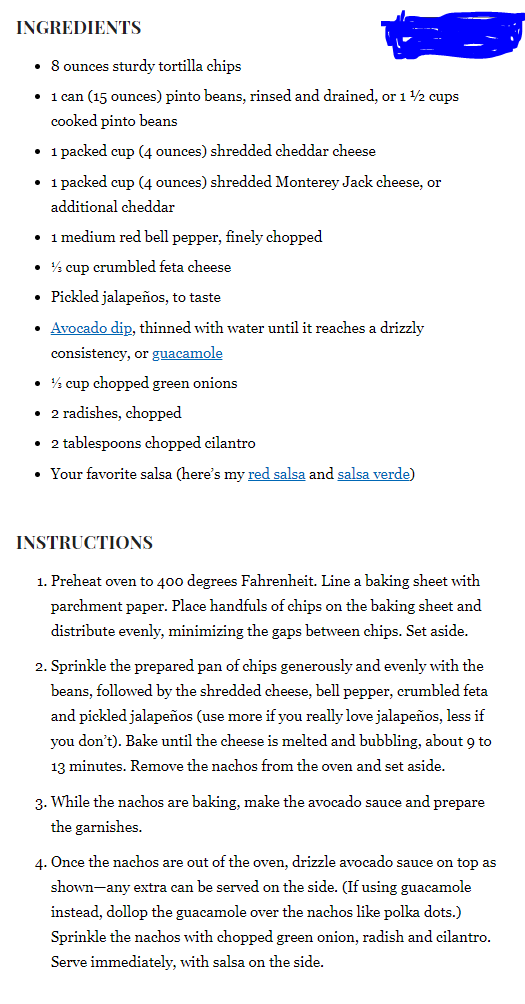 INGREDIENTS
8 ounces sturdy tortilla chips
1 can (15 ounces) pinto beans, rinsed and drained, or 1 ½ cups
cooked pinto beans
1 packed cup (4 ounces) shredded cheddar cheese
1 packed cup (4 ounces) shredded Monterey Jack cheese, or
additional cheddar
1 medium red bell pepper, finely chopped
⅓ cup crumbled feta cheese
Pickled jalapeños, to taste
Avocado dip, thinned with water until it reaches a drizzly
consistency, or guacamole
⅓ cup chopped green onions
2 radishes, chopped
2 tablespoons chopped cilantro
Your favorite salsa (here’s my red salsa and salsa verde)
INSTRUCTIONS
1. Preheat oven to 400 degrees Fahrenheit. Line a baking sheet with
parchment paper. Place handfuls of chips on the baking sheet and
distribute evenly, minimizing the gaps between chips. Set aside.
2. Sprinkle the prepared pan of chips generously and evenly with the
beans, followed by the shredded cheese, bell pepper, crumbled feta
and pickled jalapeños (use more if you really love jalapeños, less if
you don’t). Bake until the cheese is melted and bubbling, about 9 to
13 minutes. Remove the nachos from the oven and set aside.
3. While the nachos are baking, make the avocado sauce and prepare
the garnishes.
4. Once the nachos are out of the oven, drizzle avocado sauce on top as
shown—any extra can be served on the side. (If using guacamole
instead, dollop the guacamole over the nachos like polka dots.)
Sprinkle the nachos with chopped green onion, radish and cilantro.
Serve immediately, with salsa on the side.